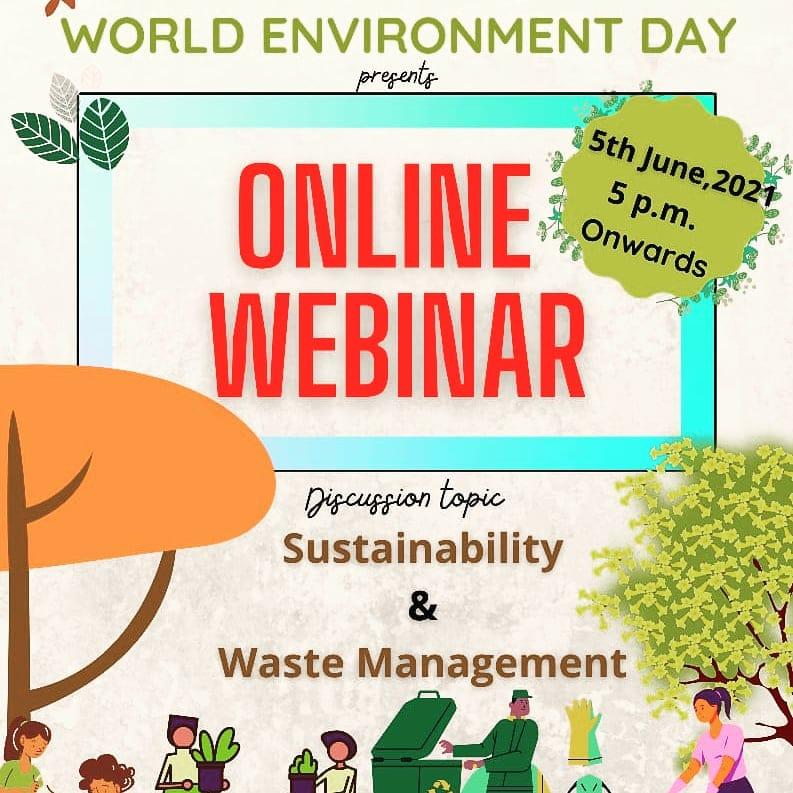 WORLD ENVIRONMENT DAY
presents
5th June,2021
5 p.m.
Onwards
ONLINE
WEBINAR
Discussion topic
Sustainability
&
Waste Management